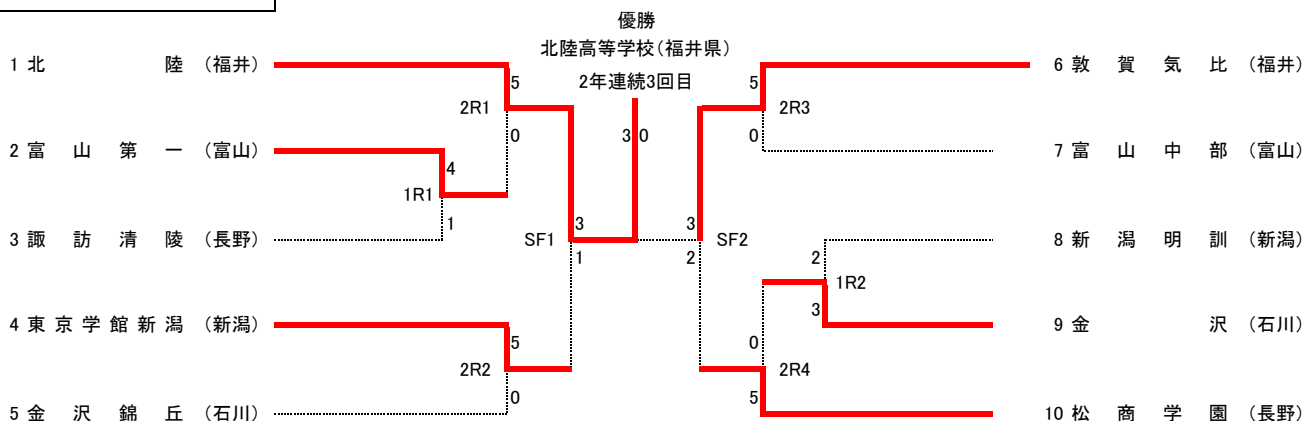 優勝
北陸高等学校(福井県)
2年連続3回目
1 北陸 (福井)
6 敦賀気比 (福井)
5
5
2R1
2R3
0
3 0
0
2 富山第一 (富山)
7 富山中部 (富山)
4
1R1
1
3
3
3 諏訪清陵 (長野)
SF1
SF2
8 新潟明訓 (新潟)
1
2
2
1R2
3
4 東京学館新潟 (新潟)
9 金沢 (石川)
5
0
2R2
2R4
0
5
5 金沢錦丘 (石川)
10 松商学園 (長野)